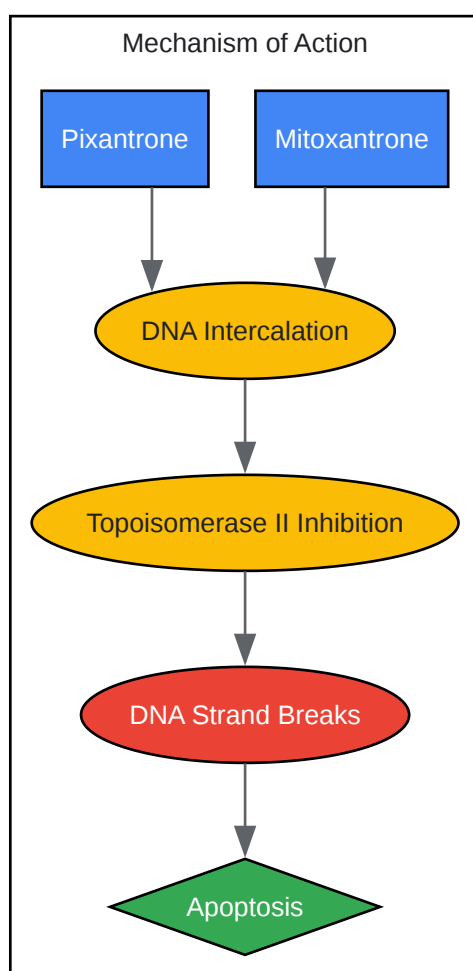 Mechanism of Action
Pixantrone
Mitoxantrone
DNA Intercalation
Topoisomerase II Inhibition
DNA Strand Breaks
Apoptosis